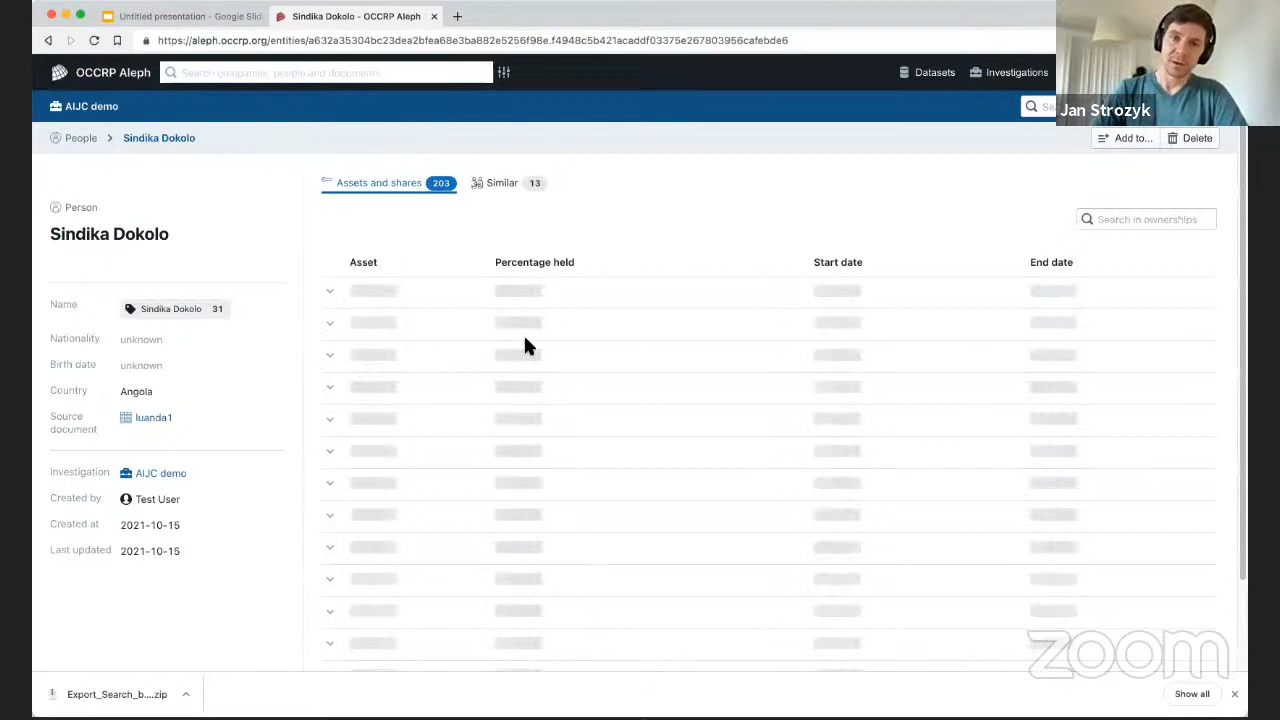 Untitled presentation - Google Slid
Sindika Dokolo - OCCRP Aleph
https://aleph.occrp.org/entities/a632a35304bc23dea2bfea68e3ba882e5256f98e.f4948c5b421acaddf03375e267803956cafebde6
OCCRP Aleph
Search companies, people and documents
Datasets
Investigations
Jan Strozyk
AIJC demo
People
Sindika Dokolo
Add to...
Delete
Assets and shares 203
Similar 13
Person
Sindika Dokolo
Search in ownerships
Asset
Percentage held
Start date
End date
Name
Sindika Dokolo 31
Nationality
unknown
Birth date
unknown
Country
Angola
Source document
luanda1
Investigation
AIJC demo
Created by
Test User
Created at
2021-10-15
Last updated
2021-10-15
zoom
Export_Search_b....zip
Show all